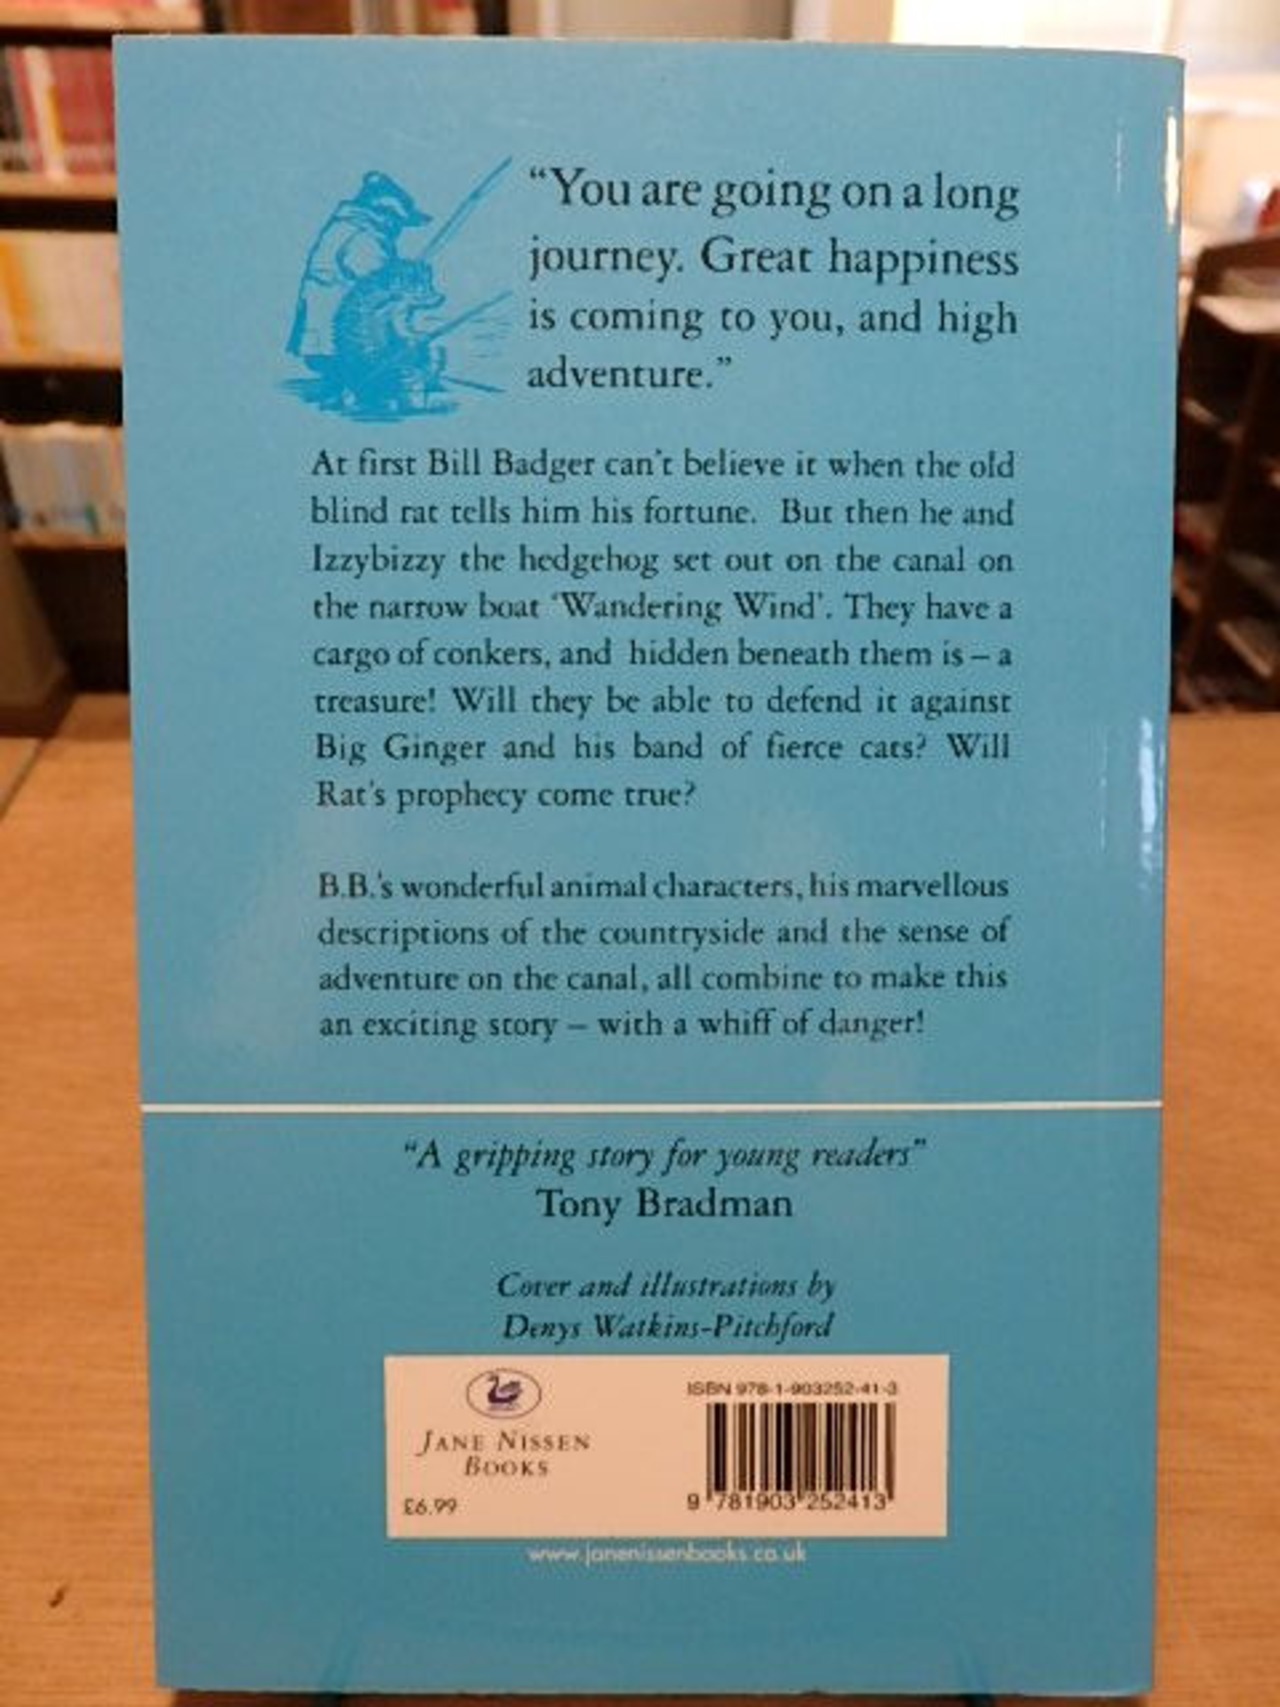 “You are going on a long
journey. Great happiness
is coming to you, and high
adventure.”
At first Bill Badger can't believe it when the old
blind rat tells him his fortune. But then he and
Izzybizzy the hedgehog set out on the canal on
the narrow boat ‘Wandering Wind’. They have a
cargo of conkers, and hidden beneath them is – a
treasure! Will they be able to defend it against
Big Ginger and his band of fierce cats? Will
Rat's prophecy come true?
B.B.'s wonderful animal characters, his marvellous
descriptions of the countryside and the sense of
adventure on the canal, all combine to make this
an exciting story – with a whiff of danger!
“A gripping story for young readers”
Tony Bradman
Cover and illustrations by
Denys Watkins-Pitchford
ISBN 978-1-903252-41-3
JANE NISSEN
BOOKS
£6.99
9 781903 252413
www.janenissenbooks.co.uk